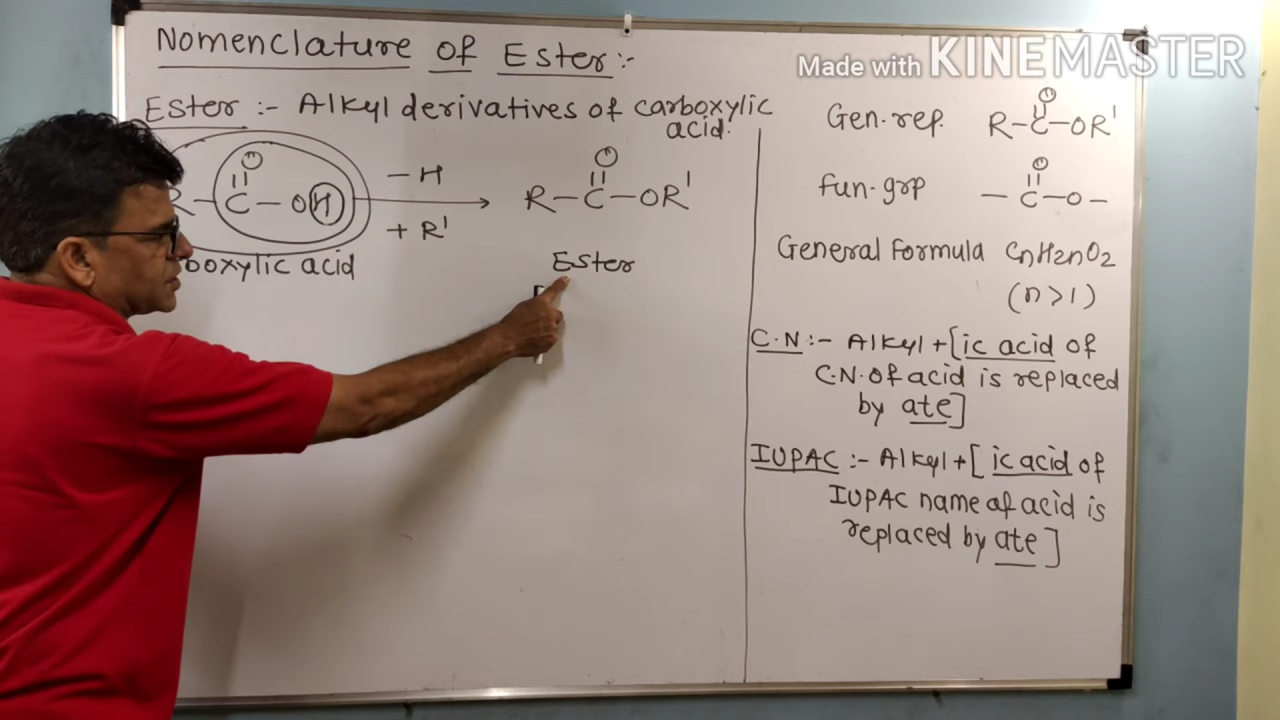 Nomenclature of Ester:-
Ester :- Alkyl derivatives of carboxylic
acid.
R-C-OH
O
-H
+ R'
R-C-OR'
O
oxylic acid
Ester
Made with KINEMASTER
Gen. rep. R-C-OR'
O
fun-grp -C-O-
O
General Formula CnH2nO2
(n>1)
C.N :- Alkyl + [ic acid of
C.N. of acid is replaced
by ate]
IUPAC :- Alkyl + [ic acid of
IUPAC name of acid is
replaced by ate]